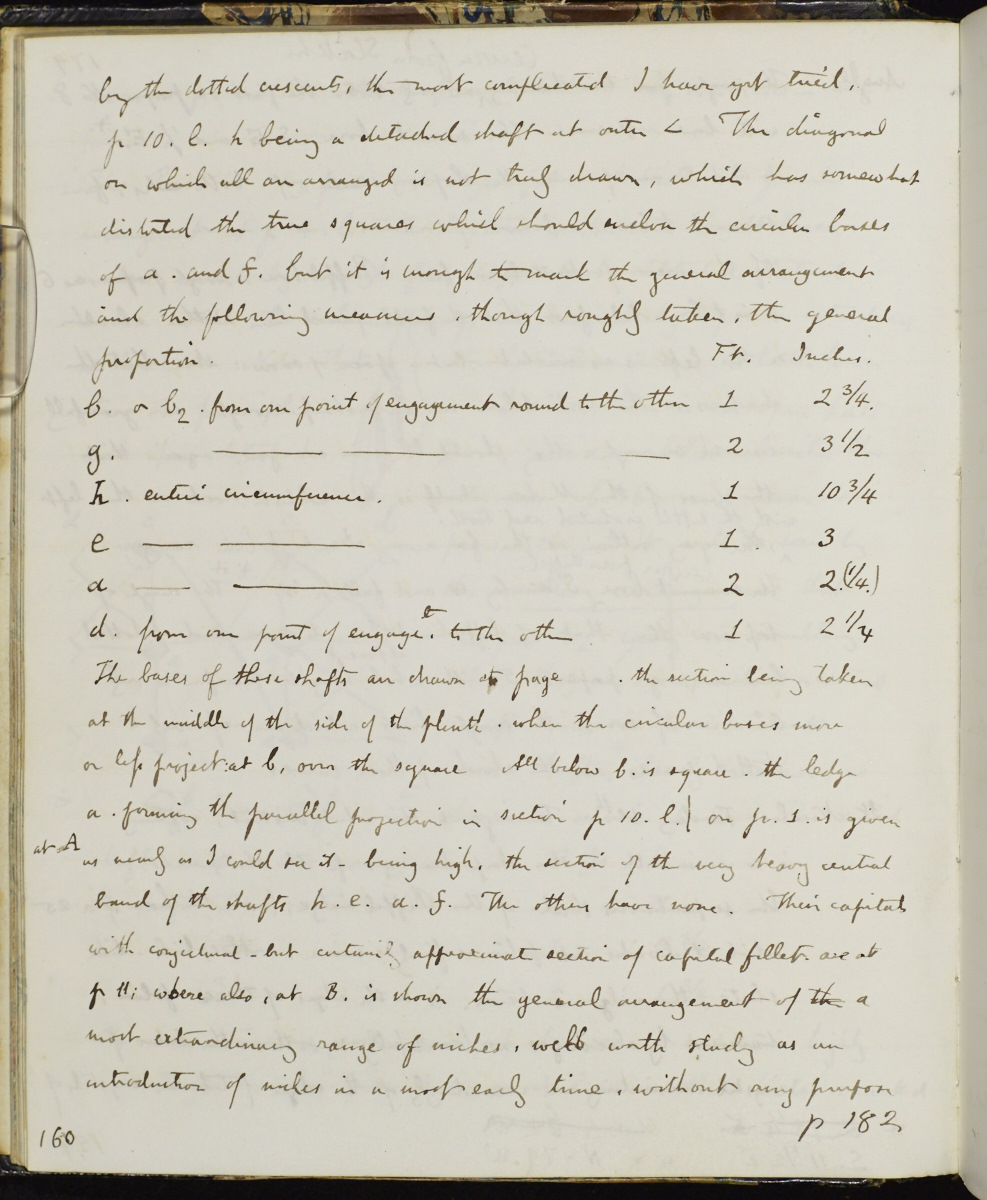 by the dotted crescents, the most complicated I have yet tried,
p 10. l. h being a detached shaft at outer ∠ The diagonal
on which all are arranged is not truly drawn, which has somewhat
distorted the true squares which should enclose the circular bases
of a. and f. but it is enough to mark the general arrangement
and the following measures, though roughly taken, the general
proportion. Ft. Inches.
b. or b2. from one point of engagement round to the other 1 2 3/4.
g. —— —— —— 2 3 1/2
h. entire circumference. 1 10 3/4
e —— —— 1. 3
a —— —— 2 2.(1/4.)
d. from one point of engaget. to the other 1 2 1/4
The bases of these shafts are drawn at page . the section being taken
at the middle of the side of the plinth. when the circular bases more
or less project: at b, over the square All below b. is square. the ledge
a. forming the parallel projection in section p 10. l.) on p. 1. is given
at A
as nearly as I could see it - being high, the section of the very heavy central
band of the shafts h. e. a. f. The others have none. Their capitals
with conjectural - but certainly approximate section of capital fillet. are at
p 11; where also, at B. is shown the general arrangement of the a
most extraordinary range of niches, well worth study as an
introduction of niches in a most early time, without any purpose
p 182
160